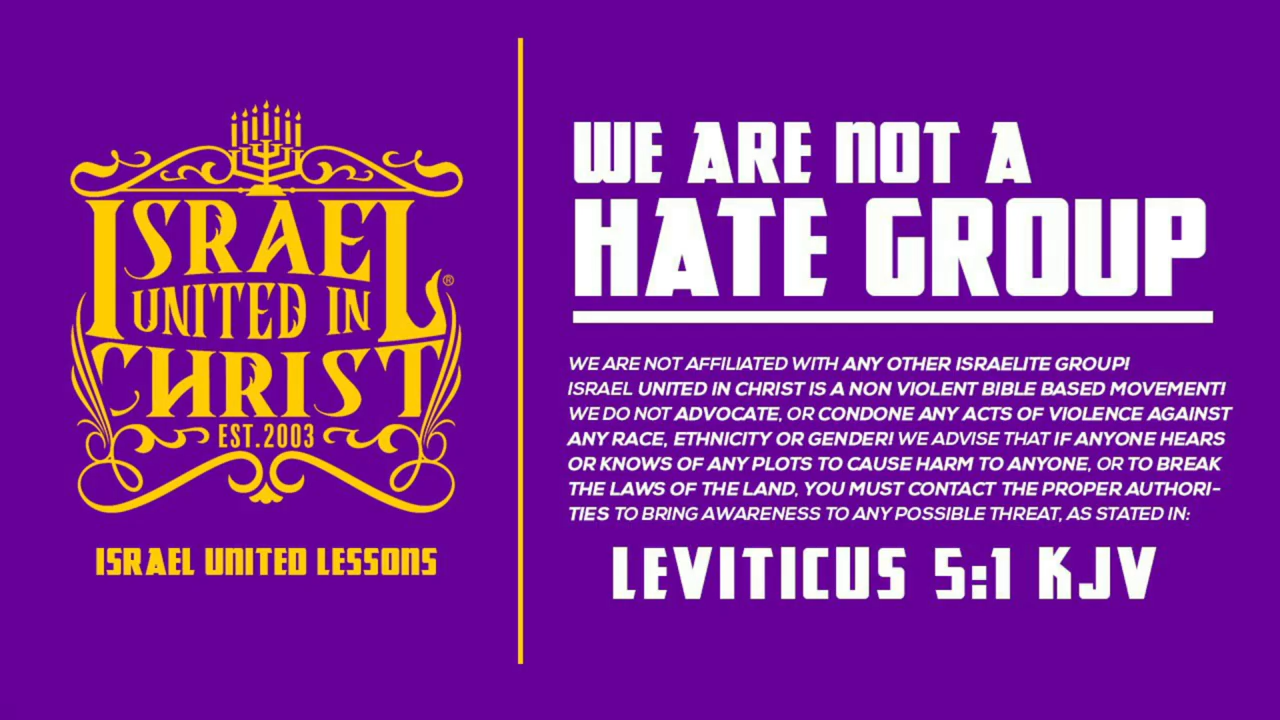 ISRAEL
UNITED IN
CHRIST
®
EST.2003
ISRAEL UNITED LESSONS
WE ARE NOT A
HATE GROUP
WE ARE NOT AFFILIATED WITH ANY OTHER ISRAELITE GROUP!
ISRAEL UNITED IN CHRIST IS A NON VIOLENT BIBLE BASED MOVEMENT!
WE DO NOT ADVOCATE, OR CONDONE ANY ACTS OF VIOLENCE AGAINST
ANY RACE, ETHNICITY OR GENDER! WE ADVISE THAT IF ANYONE HEARS
OR KNOWS OF ANY PLOTS TO CAUSE HARM TO ANYONE, OR TO BREAK
THE LAWS OF THE LAND, YOU MUST CONTACT THE PROPER AUTHORI-
TIES TO BRING AWARENESS TO ANY POSSIBLE THREAT, AS STATED IN:
LEVITICUS 5:1 KJV